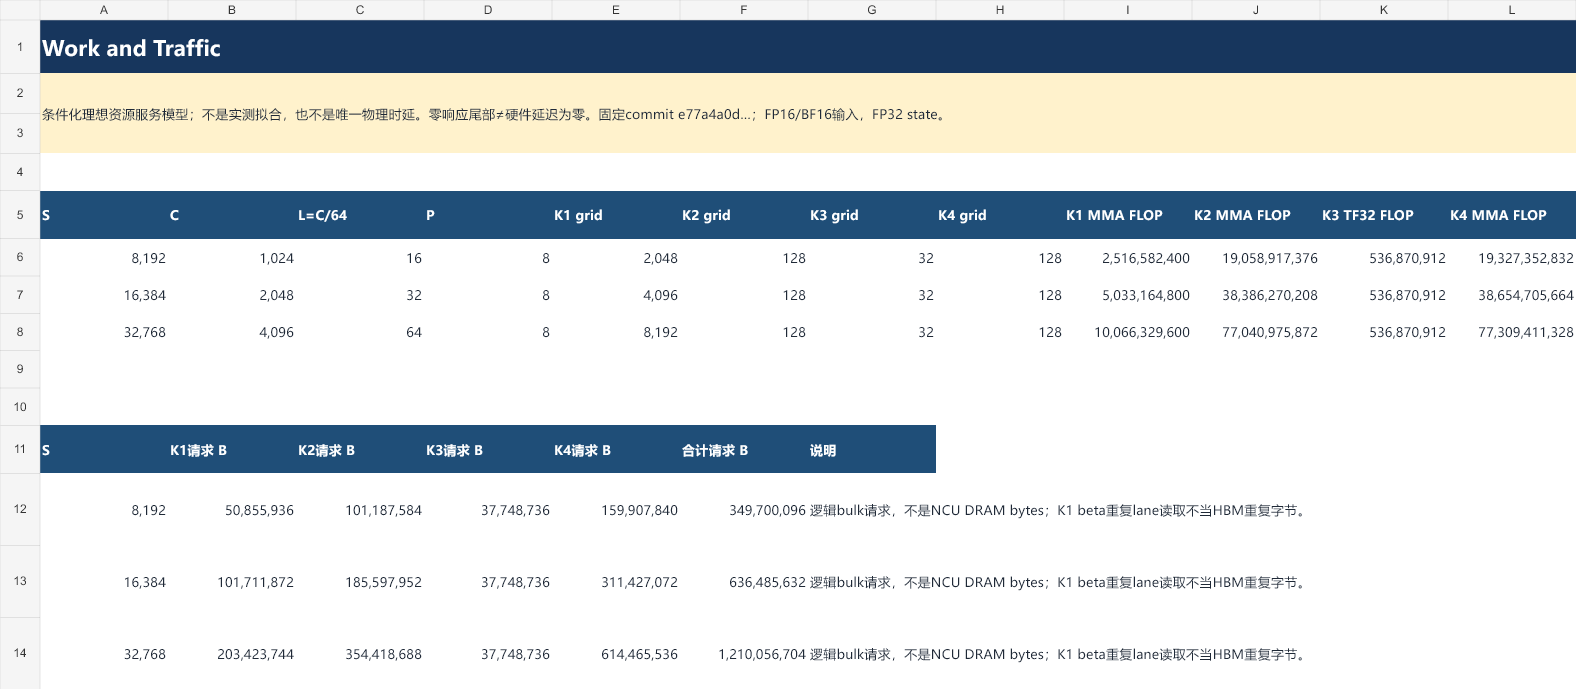 A B C D E F G H I J K L
1 Work and Traffic
2
条件化理想资源服务模型；不是实测拟合，也不是唯一物理时延。零响应尾部≠硬件延迟为零。固定commit e77a4a0d...；FP16/BF16输入，FP32 state。
3
4
5 S C L=C/64 P K1 grid K2 grid K3 grid K4 grid K1 MMA FLOP K2 MMA FLOP K3 TF32 FLOP K4 MMA FLOP
6 8,192 1,024 16 8 2,048 128 32 128 2,516,582,400 19,058,917,376 536,870,912 19,327,352,832
7 16,384 2,048 32 8 4,096 128 32 128 5,033,164,800 38,386,270,208 536,870,912 38,654,705,664
8 32,768 4,096 64 8 8,192 128 32 128 10,066,329,600 77,040,975,872 536,870,912 77,309,411,328
9
10
11 S K1请求 B K2请求 B K3请求 B K4请求 B 合计请求 B 说明
12 8,192 50,855,936 101,187,584 37,748,736 159,907,840 349,700,096 逻辑bulk请求，不是NCU DRAM bytes；K1 beta重复lane读取不当HBM重复字节。
13 16,384 101,711,872 185,597,952 37,748,736 311,427,072 636,485,632 逻辑bulk请求，不是NCU DRAM bytes；K1 beta重复lane读取不当HBM重复字节。
14 32,768 203,423,744 354,418,688 37,748,736 614,465,536 1,210,056,704 逻辑bulk请求，不是NCU DRAM bytes；K1 beta重复lane读取不当HBM重复字节。